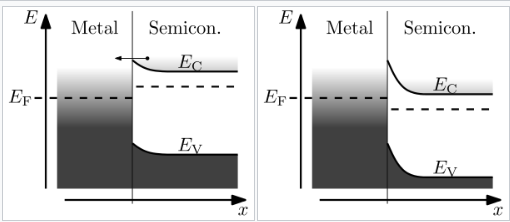 E
Metal
Semicon.
E_C
E_F
E_V
x
E
Metal
Semicon.
E_C
E_F
E_V
x